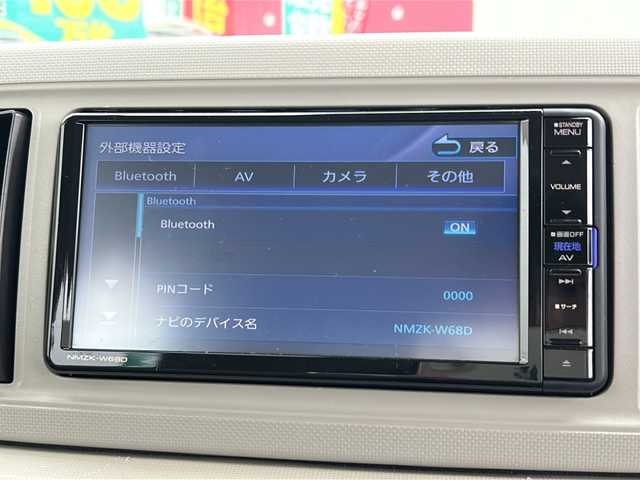 外部機器設定
戻る
Bluetooth
AV
カメラ
その他
Bluetooth
Bluetooth
ON
PINコード
0000
ナビのデバイス名
NMZK-W68D
NMZK-W68D
STANDBY
MENU
VOLUME
画面OFF
現在地
AV
サーチ